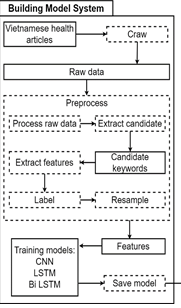 Building Model System
Vietnamese health
articles
Craw
Raw data
Preprocess
Process raw data
Extract candidate
Extract features
Candidate
keywords
Label
Resample
Features
Training models:
CNN
LSTM
Bi LSTM
Save model